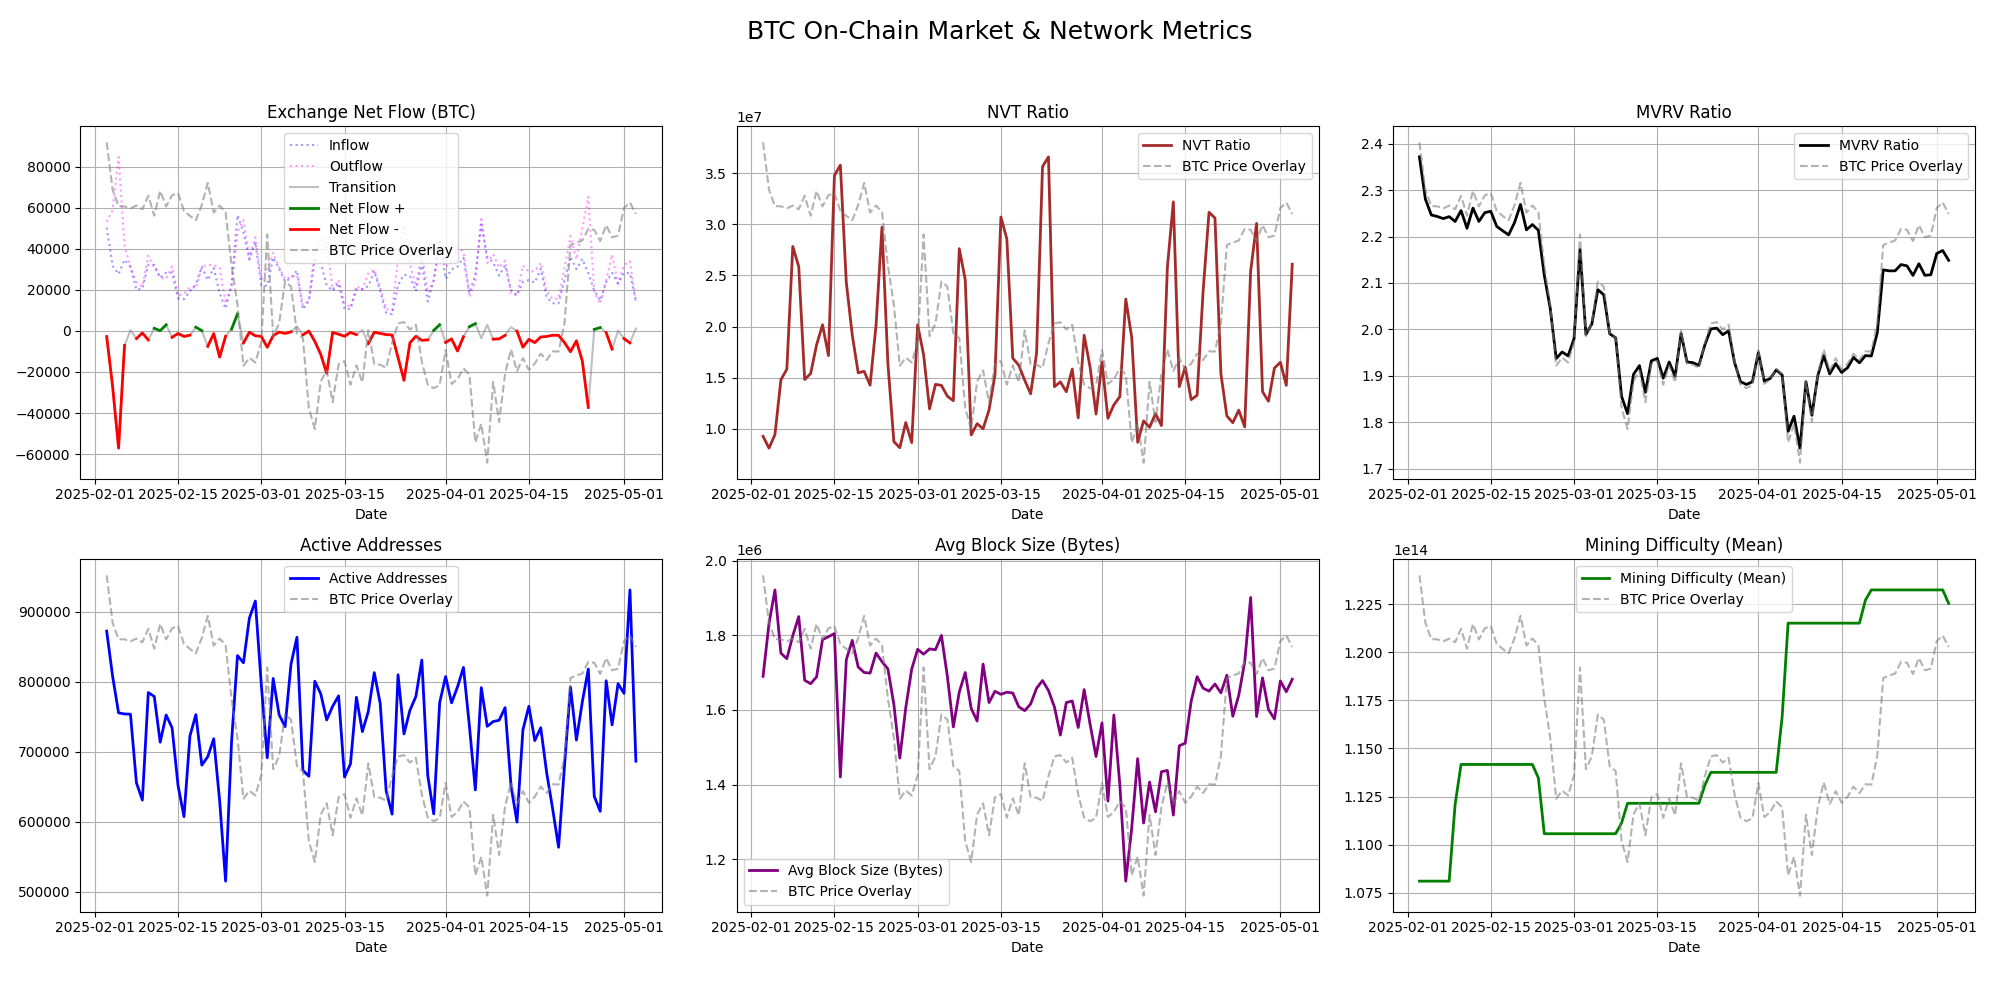 BTC On-Chain Market & Network Metrics
Exchange Net Flow (BTC)
Inflow
Outflow
Transition
Net Flow +
Net Flow -
BTC Price Overlay
80000
60000
40000
20000
0
−20000
−40000
−60000
2025-02-01 2025-02-15 2025-03-01 2025-03-15 2025-04-01 2025-04-15 2025-05-01
Date
NVT Ratio
1e7
NVT Ratio
BTC Price Overlay
3.5
3.0
2.5
2.0
1.5
1.0
2025-02-01 2025-02-15 2025-03-01 2025-03-15 2025-04-01 2025-04-15 2025-05-01
Date
MVRV Ratio
MVRV Ratio
BTC Price Overlay
2.4
2.3
2.2
2.1
2.0
1.9
1.8
1.7
2025-02-01 2025-02-15 2025-03-01 2025-03-15 2025-04-01 2025-04-15 2025-05-01
Date
Active Addresses
Active Addresses
BTC Price Overlay
900000
800000
700000
600000
500000
2025-02-01 2025-02-15 2025-03-01 2025-03-15 2025-04-01 2025-04-15 2025-05-01
Date
Avg Block Size (Bytes)
1e6
2.0
1.8
1.6
1.4
1.2
Avg Block Size (Bytes)
BTC Price Overlay
2025-02-01 2025-02-15 2025-03-01 2025-03-15 2025-04-01 2025-04-15 2025-05-01
Date
Mining Difficulty (Mean)
1e14
Mining Difficulty (Mean)
BTC Price Overlay
1.225
1.200
1.175
1.150
1.125
1.100
1.075
2025-02-01 2025-02-15 2025-03-01 2025-03-15 2025-04-01 2025-04-15 2025-05-01
Date